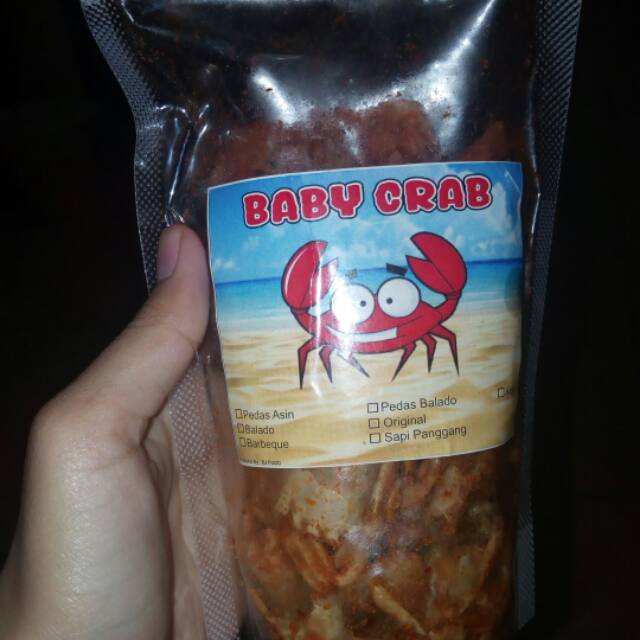 BABY CRAB
Pedas Asin
Balado
Barbeque
Pedas Balado
Original
Sapi Panggang